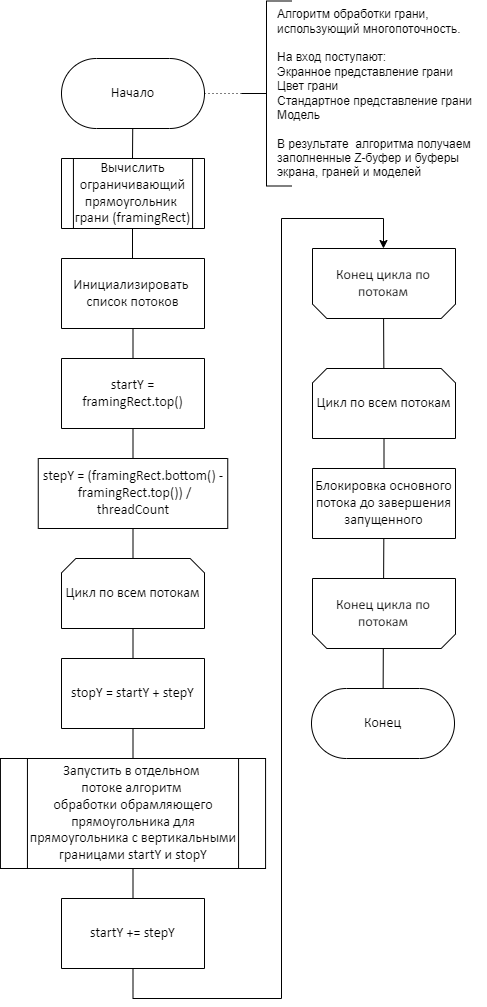 Алгоритм обработки грани,
использующий многопоточность.
На вход поступают:
Экранное представление грани
Цвет грани
Стандартное представление грани
Модель
В результате алгоритма получаем
заполненные Z-буфер и буферы
экрана, граней и моделей
Начало
Вычислить
ограничивающий
прямоугольник
грани (framingRect)
Инициализировать
список потоков
startY =
framingRect.top()
stepY = (framingRect.bottom() -
framingRect.top()) /
threadCount
Цикл по всем потокам
stopY = startY + stepY
Запустить в отдельном
потоке алгоритм
обработки обрамляющего
прямоугольника для
прямоугольника с вертикальными
границами startY и stopY
startY += stepY
Конец цикла по
потокам
Цикл по всем потокам
Блокировка основного
потока до завершения
запущенного
Конец цикла по
потокам
Конец